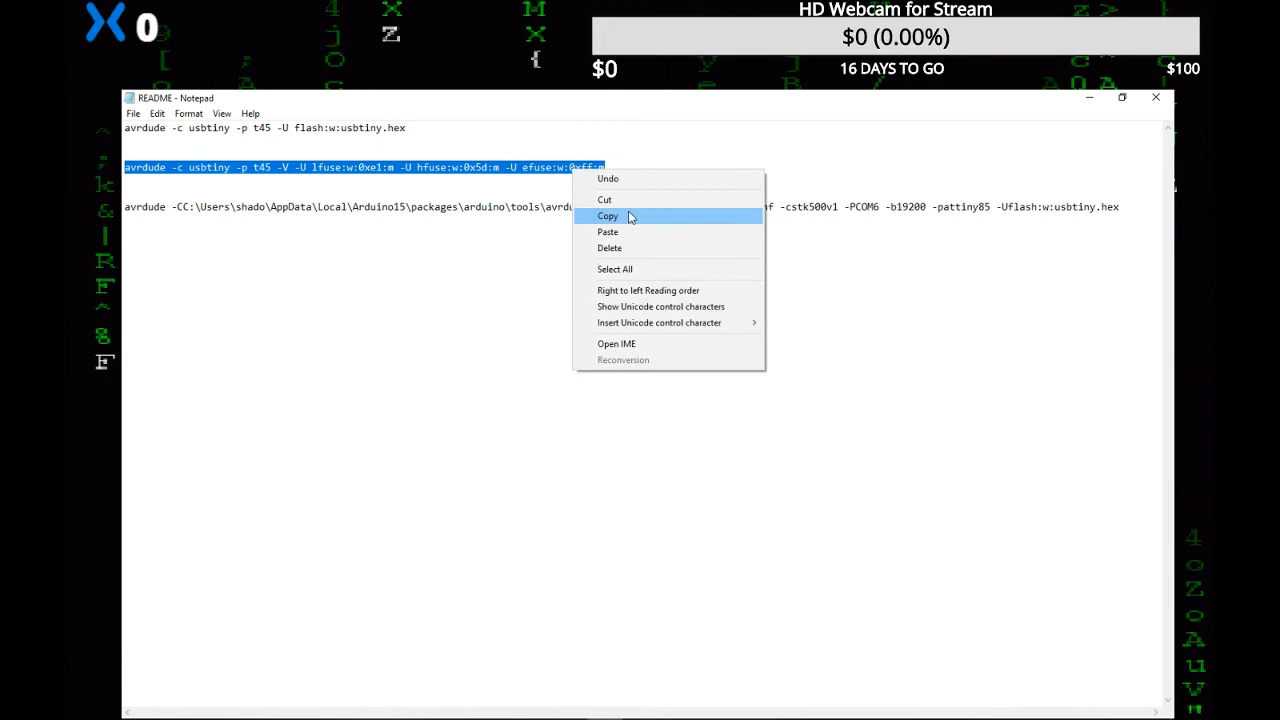 0
HD Webcam for Stream
$0 (0.00%)
$0
16 DAYS TO GO
$100
README - Notepad
File Edit Format View Help
avrdude -c usbtiny -p t45 -U flash:w:usbtiny.hex
avrdude -c usbtiny -p t45 -V -U lfuse:w:0xe1:m -U hfuse:w:0x5d:m -U efuse:w:0xff:m
avrdude -CC:\Users\shado\AppData\Local\Arduino15\packages\arduino\tools\avrdu nf -cstk500v1 -PCOM6 -b19200 -pattiny85 -Uflash:w:usbtiny.hex
Undo
Cut
Copy
Paste
Delete
Select All
Right to left Reading order
Show Unicode control characters
Insert Unicode control character
Open IME
Reconversion